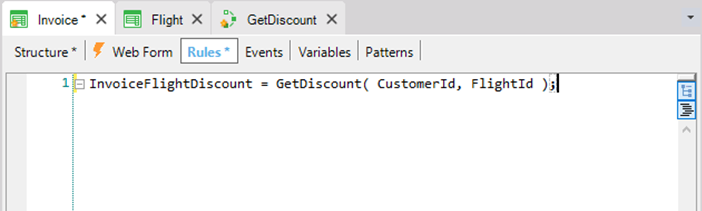 Invoice * Flight GetDiscount
Structure * Web Form Rules * Events Variables Patterns
1 InvoiceFlightDiscount = GetDiscount( CustomerId, FlightId );